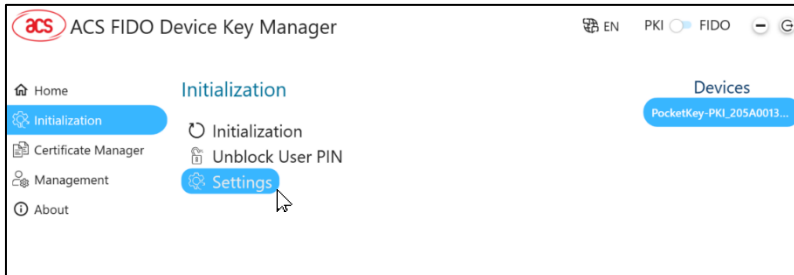 acs ACS FIDO Device Key Manager
EN PKI FIDO
Home
Initialization
Certificate Manager
Management
About
Initialization
Initialization
Unblock User PIN
Settings
Devices
PocketKey-PKI_205A0013...